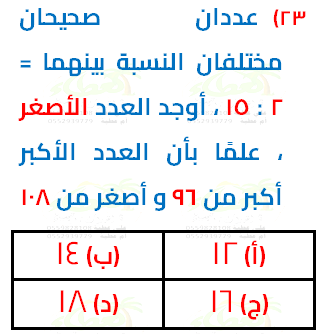 ٢٣) عددان صحيحان
مختلفان النسبة بينهما =
٢ : ١٥ ، أوجد العدد الأصغر
، علمًا بأن العدد الأكبر
أكبر من ٩٦ و أصغر من ١٠٨
(أ) ١٢ (ب) ١٤
(ج) ١٦ (د) ١٨